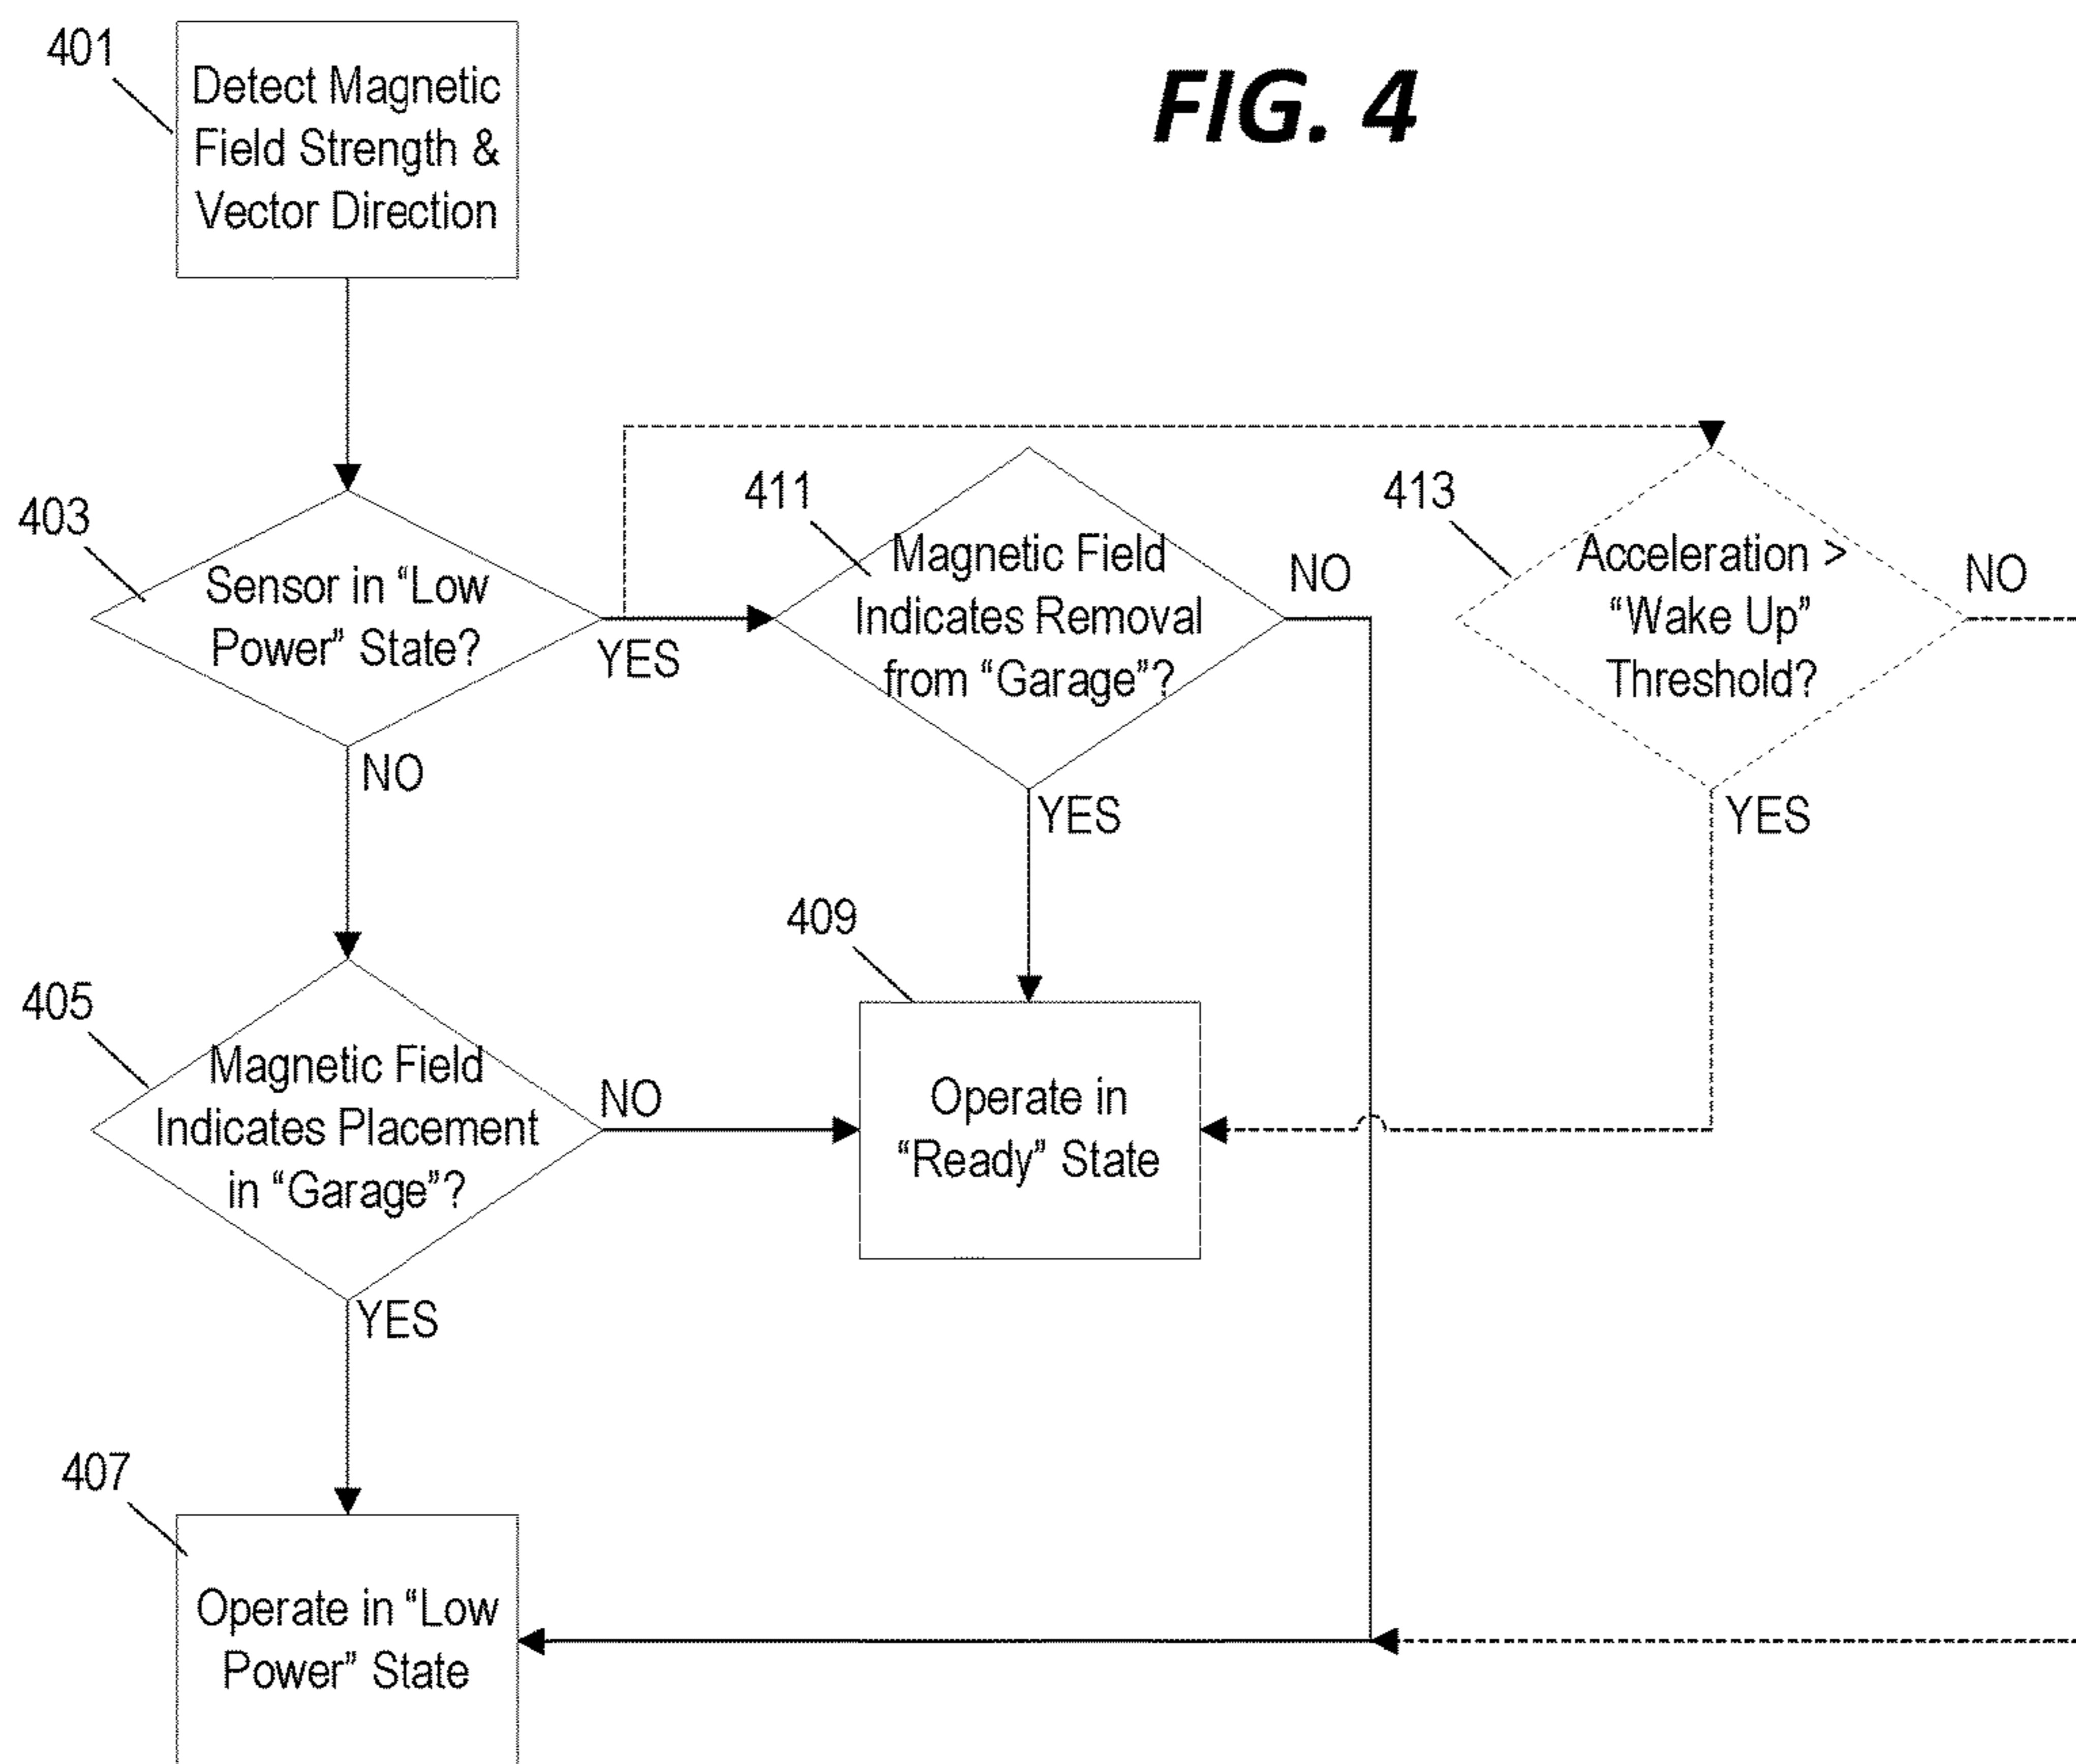 FIG. 4
401
Detect Magnetic
Field Strength &
Vector Direction
403
Sensor in “Low
Power” State?
YES
NO
411
Magnetic Field
Indicates Removal
from “Garage”?
NO
YES
413
Acceleration >
“Wake Up”
Threshold?
NO
YES
405
Magnetic Field
Indicates Placement
in “Garage”?
NO
YES
409
Operate in
“Ready” State
407
Operate in “Low
Power” State